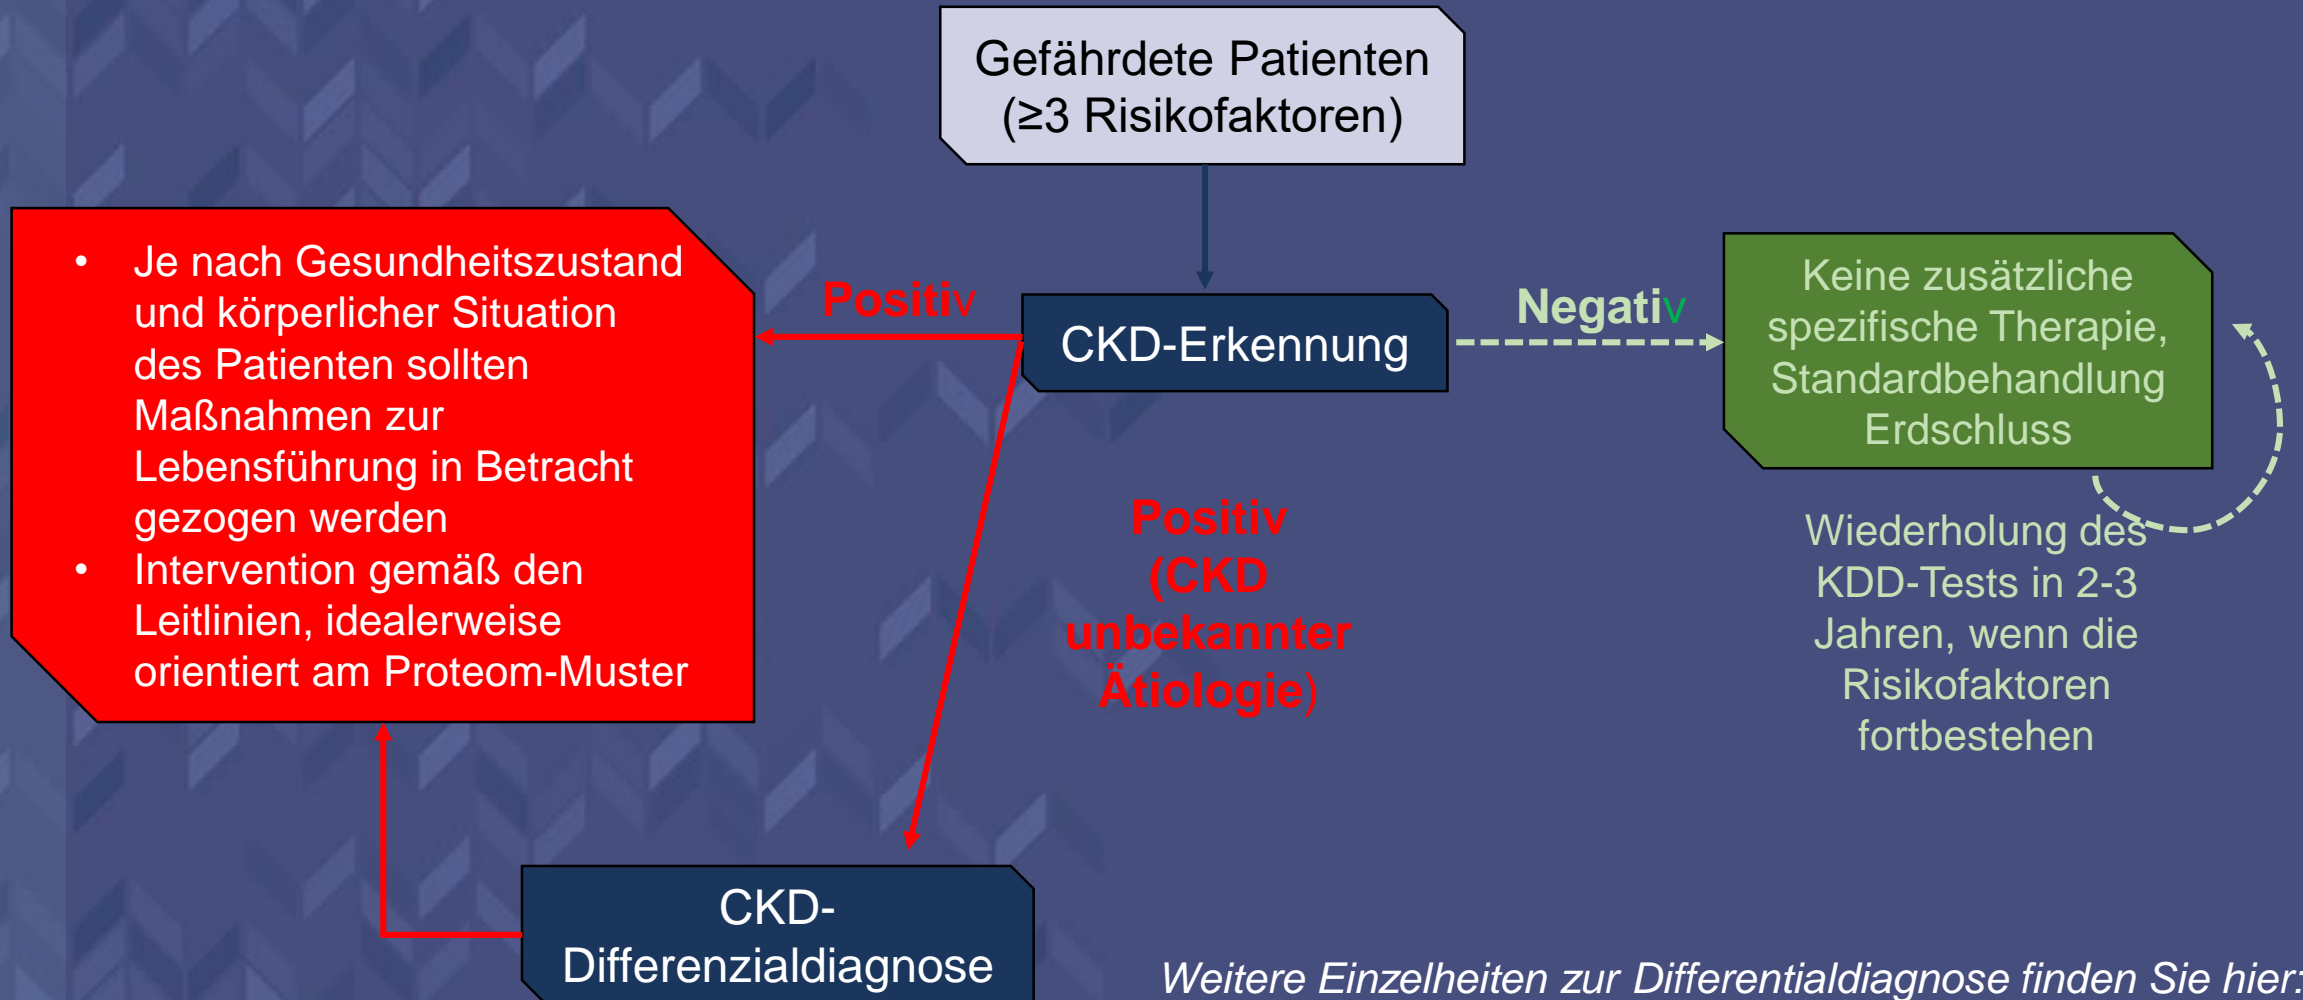 Gefährdete Patienten
(≥3 Risikofaktoren)
• Je nach Gesundheitszustand
und körperlicher Situation
des Patienten sollten
Maßnahmen zur
Lebensführung in Betracht
gezogen werden
• Intervention gemäß den
Leitlinien, idealerweise
orientiert am Proteom-Muster
Positiv
CKD-Erkennung
Negativ
Keine zusätzliche
spezifische Therapie,
Standardbehandlung
Erdschluss
Positiv
(CKD
unbekannter
Ätiologie)
Wiederholung des
KDD-Tests in 2-3
Jahren, wenn die
Risikofaktoren
fortbestehen
CKD-
Differenzialdiagnose
Weitere Einzelheiten zur Differentialdiagnose finden Sie hier: